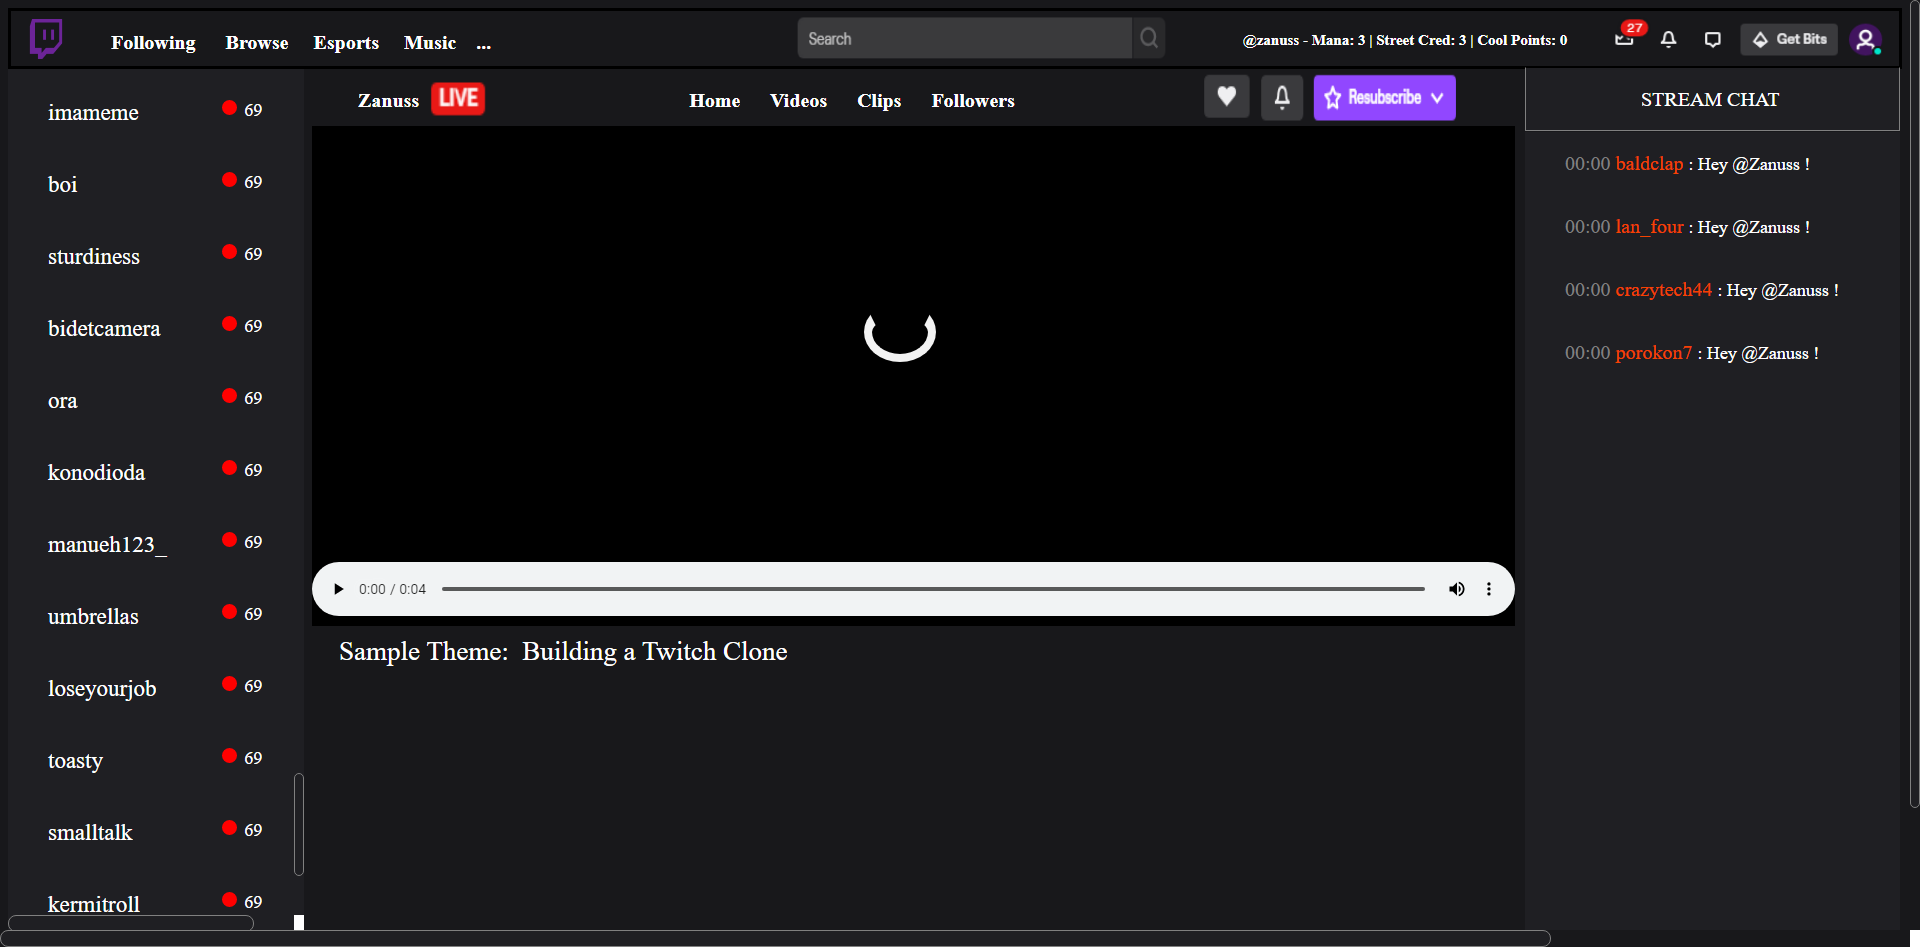 Following Browse Esports Music ...
Search
@zanuss - Mana: 3 | Street Cred: 3 | Cool Points: 0
27
Get Bits
imameme 69
boi 69
sturdiness 69
bidetcamera 69
ora 69
konodioda 69
manueh123_ 69
umbrellas 69
loseyourjob 69
toasty 69
smalltalk 69
kermitroll 69
Zanuss LIVE
Home Videos Clips Followers
Resubscribe
0:00 / 0:04
Sample Theme: Building a Twitch Clone
STREAM CHAT
00:00 baldclap : Hey @Zanuss !
00:00 lan_four : Hey @Zanuss !
00:00 crazytech44 : Hey @Zanuss !
00:00 porokon7 : Hey @Zanuss !